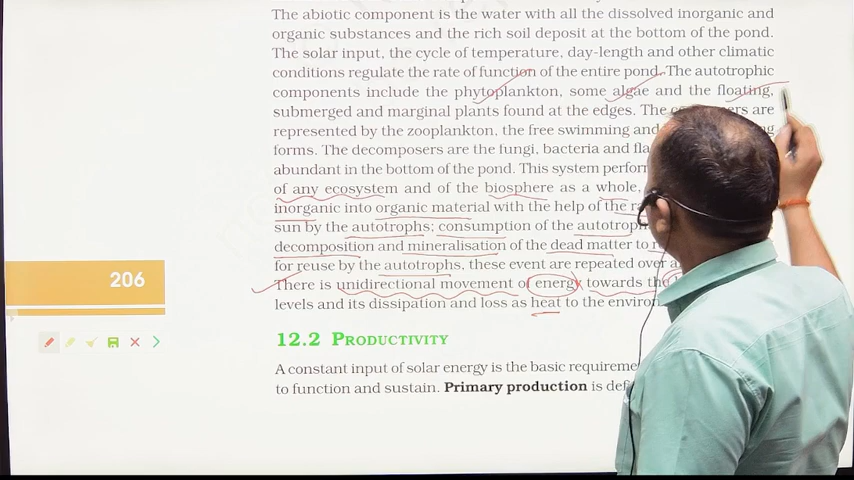 The abiotic component is the water with all the dissolved inorganic and
organic substances and the rich soil deposit at the bottom of the pond.
The solar input, the cycle of temperature, day-length and other climatic
conditions regulate the rate of function of the entire pond. The autotrophic
components include the phytoplankton, some algae and the floating,
submerged and marginal plants found at the edges. The are
represented by the zooplankton, the free swimming and
forms. The decomposers are the fungi, bacteria and
abundant in the bottom of the pond. This system
of any ecosystem and of the biosphere as a whole,
inorganic into organic material with the help of the
sun by the autotrophs; consumption of the
decomposition and mineralisation of the dead matter to
for reuse by the autotrophs, these event are repeated over
There is unidirectional movement of energy towards the
levels and its dissipation and loss as heat to the
206
12.2 PRODUCTIVITY
A constant input of solar energy is the basic
to function and sustain. Primary production is